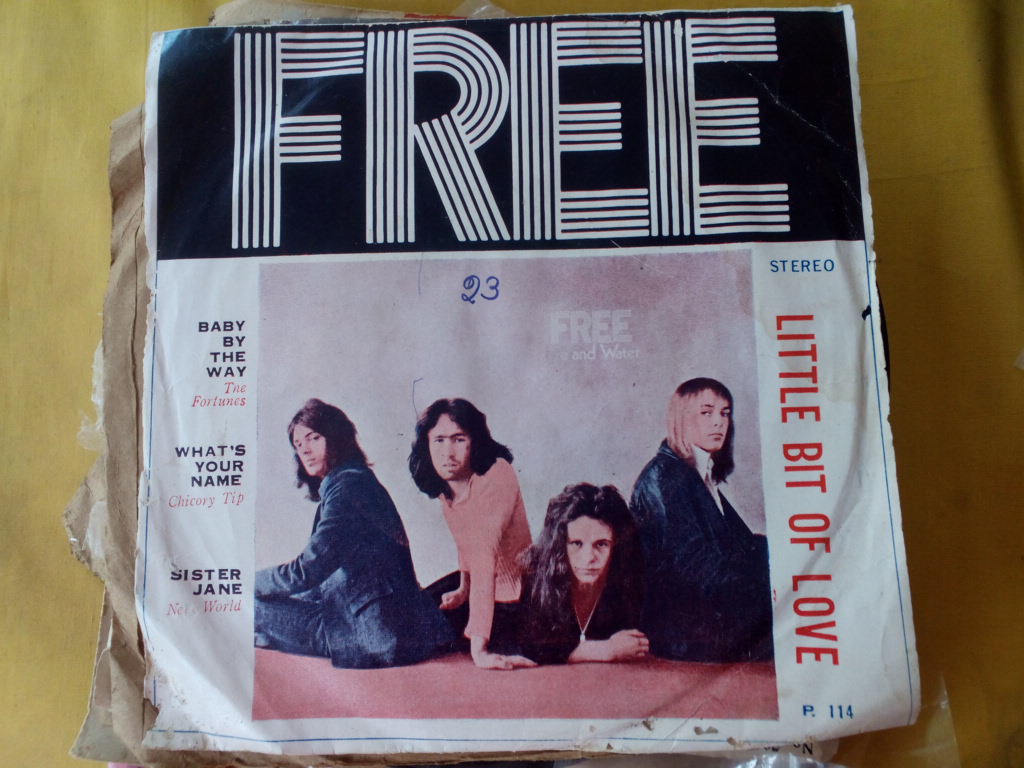 FREE
STEREO
23
FREE
and Water
BABY
BY
THE
WAY
The
Fortunes
WHAT'S
YOUR
NAME
Chicory Tip
SISTER
JANE
New World
LITTLE BIT OF LOVE
P. 114